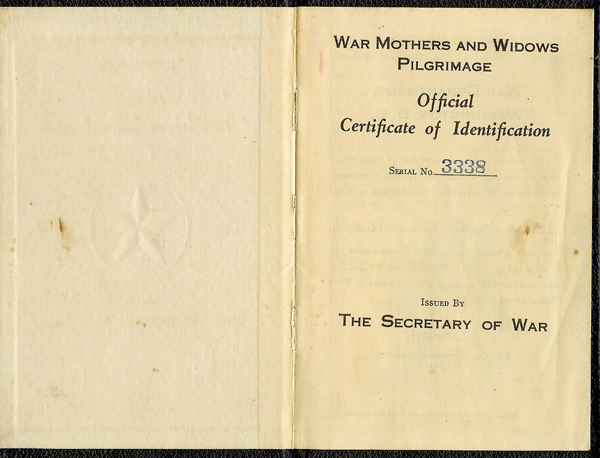 War Mothers and Widows
Pilgrimage
Official
Certificate of Identification
Serial No. 3338
Issued By
The Secretary of War